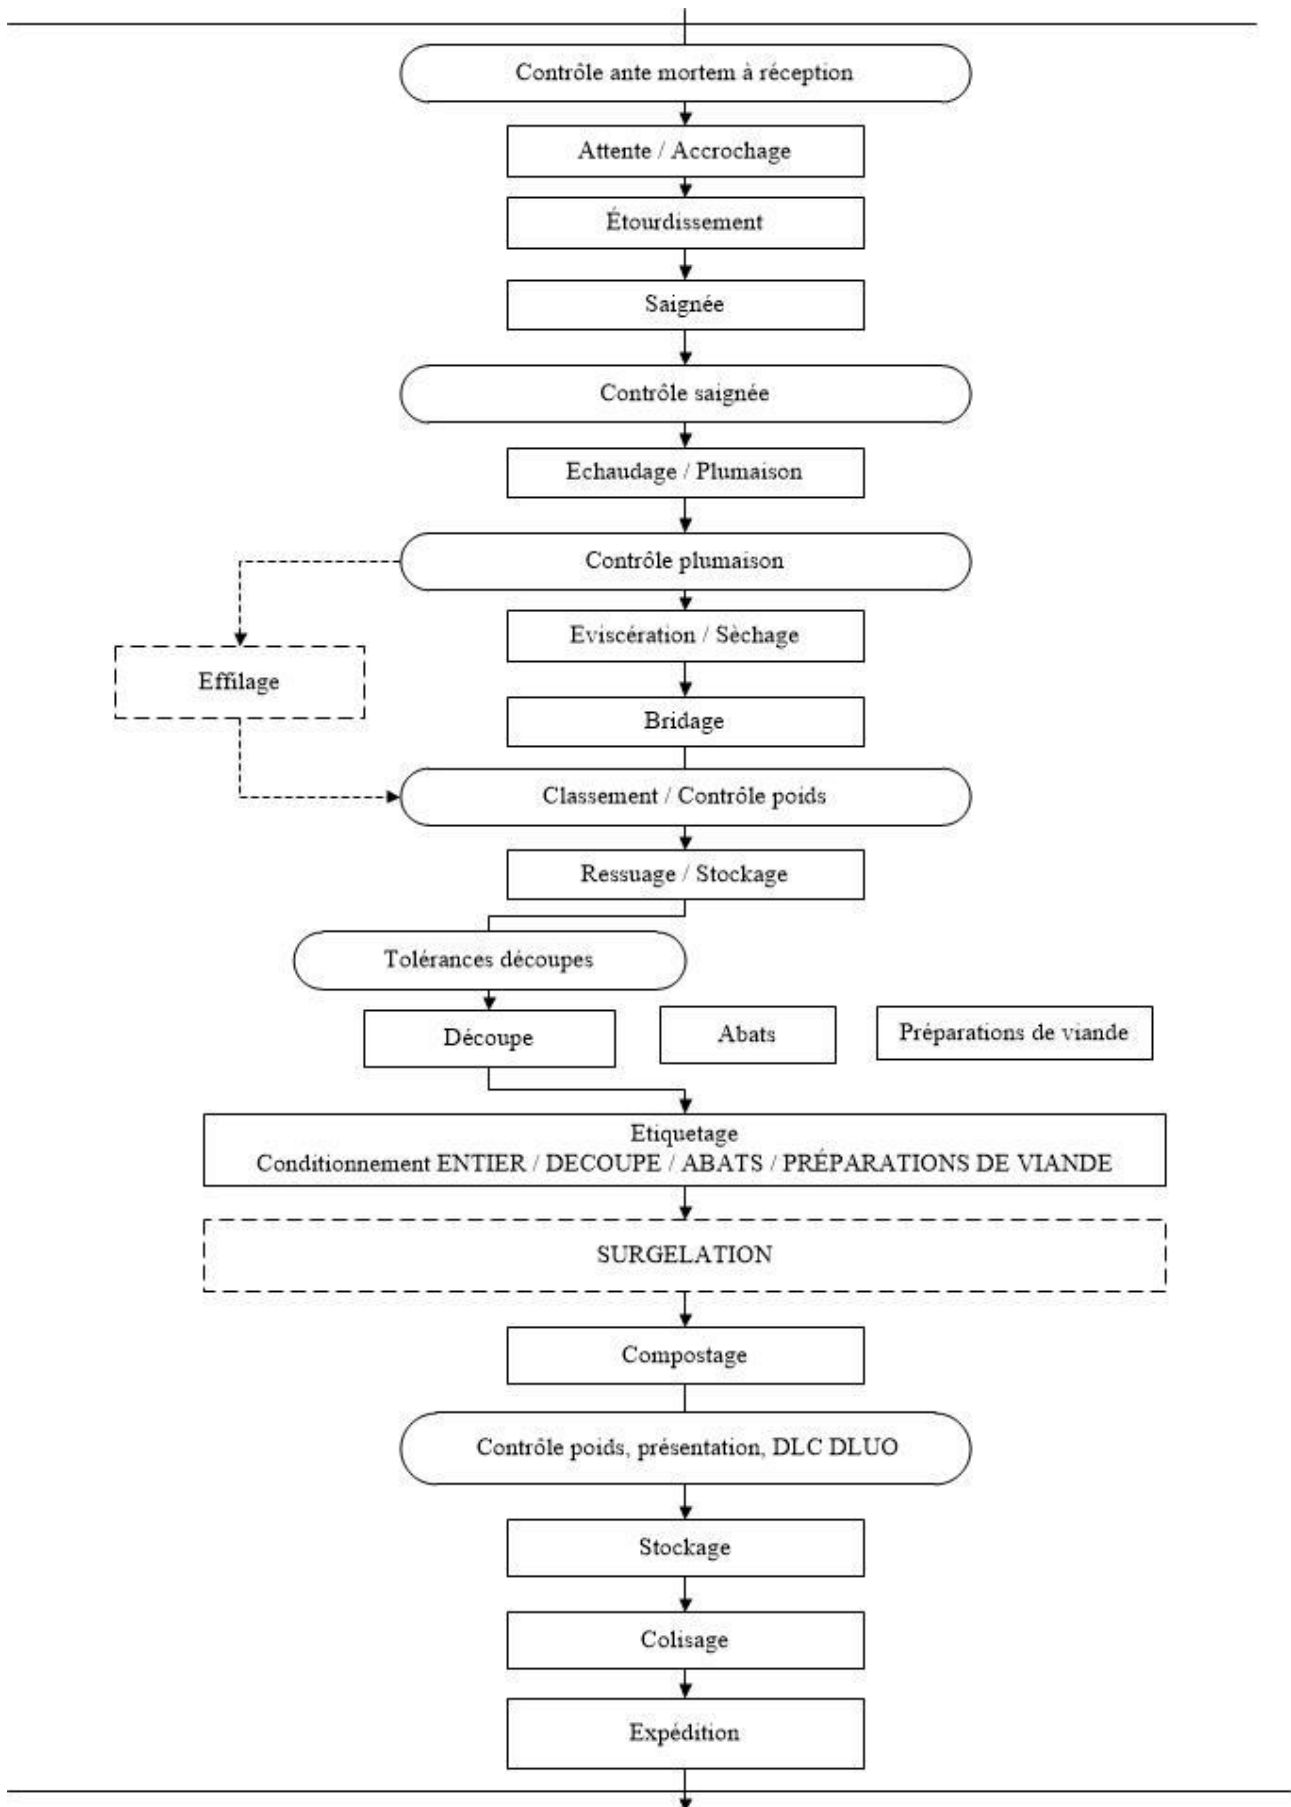 Contrôle ante mortem à réception
Attente / Accrochage
Étourdissement
Saignée
Contrôle saignée
Echaudage / Plumaison
Contrôle plumaison
Eviscération / Sèchage
Effilage
Bridage
Classement / Contrôle poids
Ressuage / Stockage
Tolérances découpes
Découpe
Abats
Préparations de viande
Etiquetage
Conditionnement ENTIER / DECOUPE / ABATS / PRÉPARATIONS DE VIANDE
SURGELATION
Compostage
Contrôle poids, présentation, DLC DLUO
Stockage
Colisage
Expédition